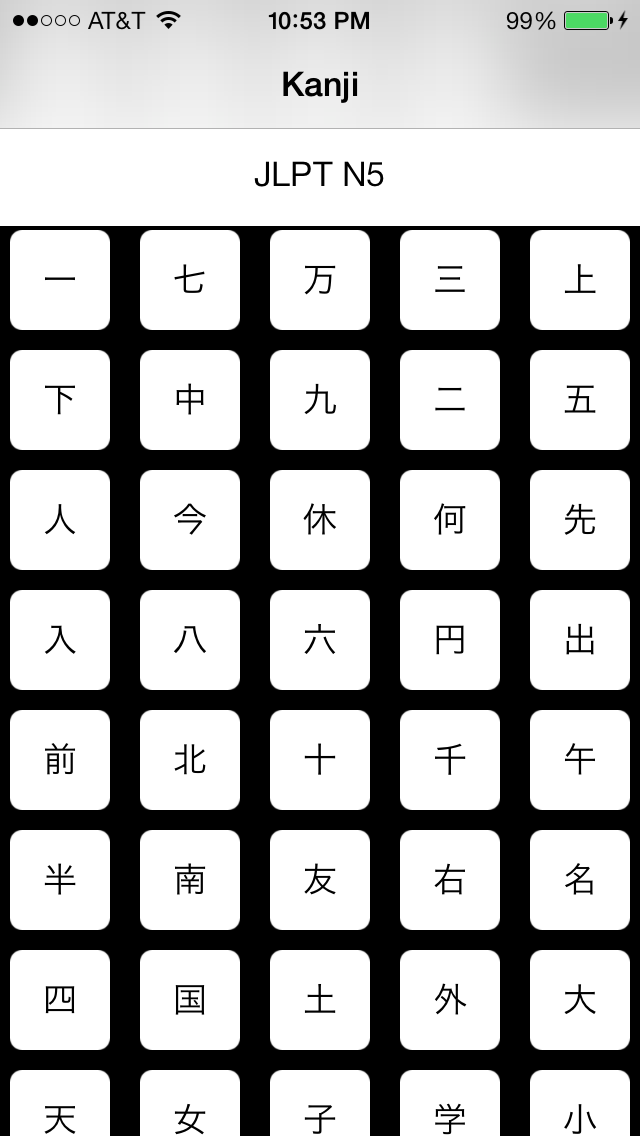 AT&T 10:53 PM 99%
Kanji
JLPT N5
一 七 万 三 上
下 中 九 二 五
人 今 休 何 先
入 八 六 円 出
前 北 十 千 午
半 南 友 右 名
四 国 土 外 大
天 女 子 学 小